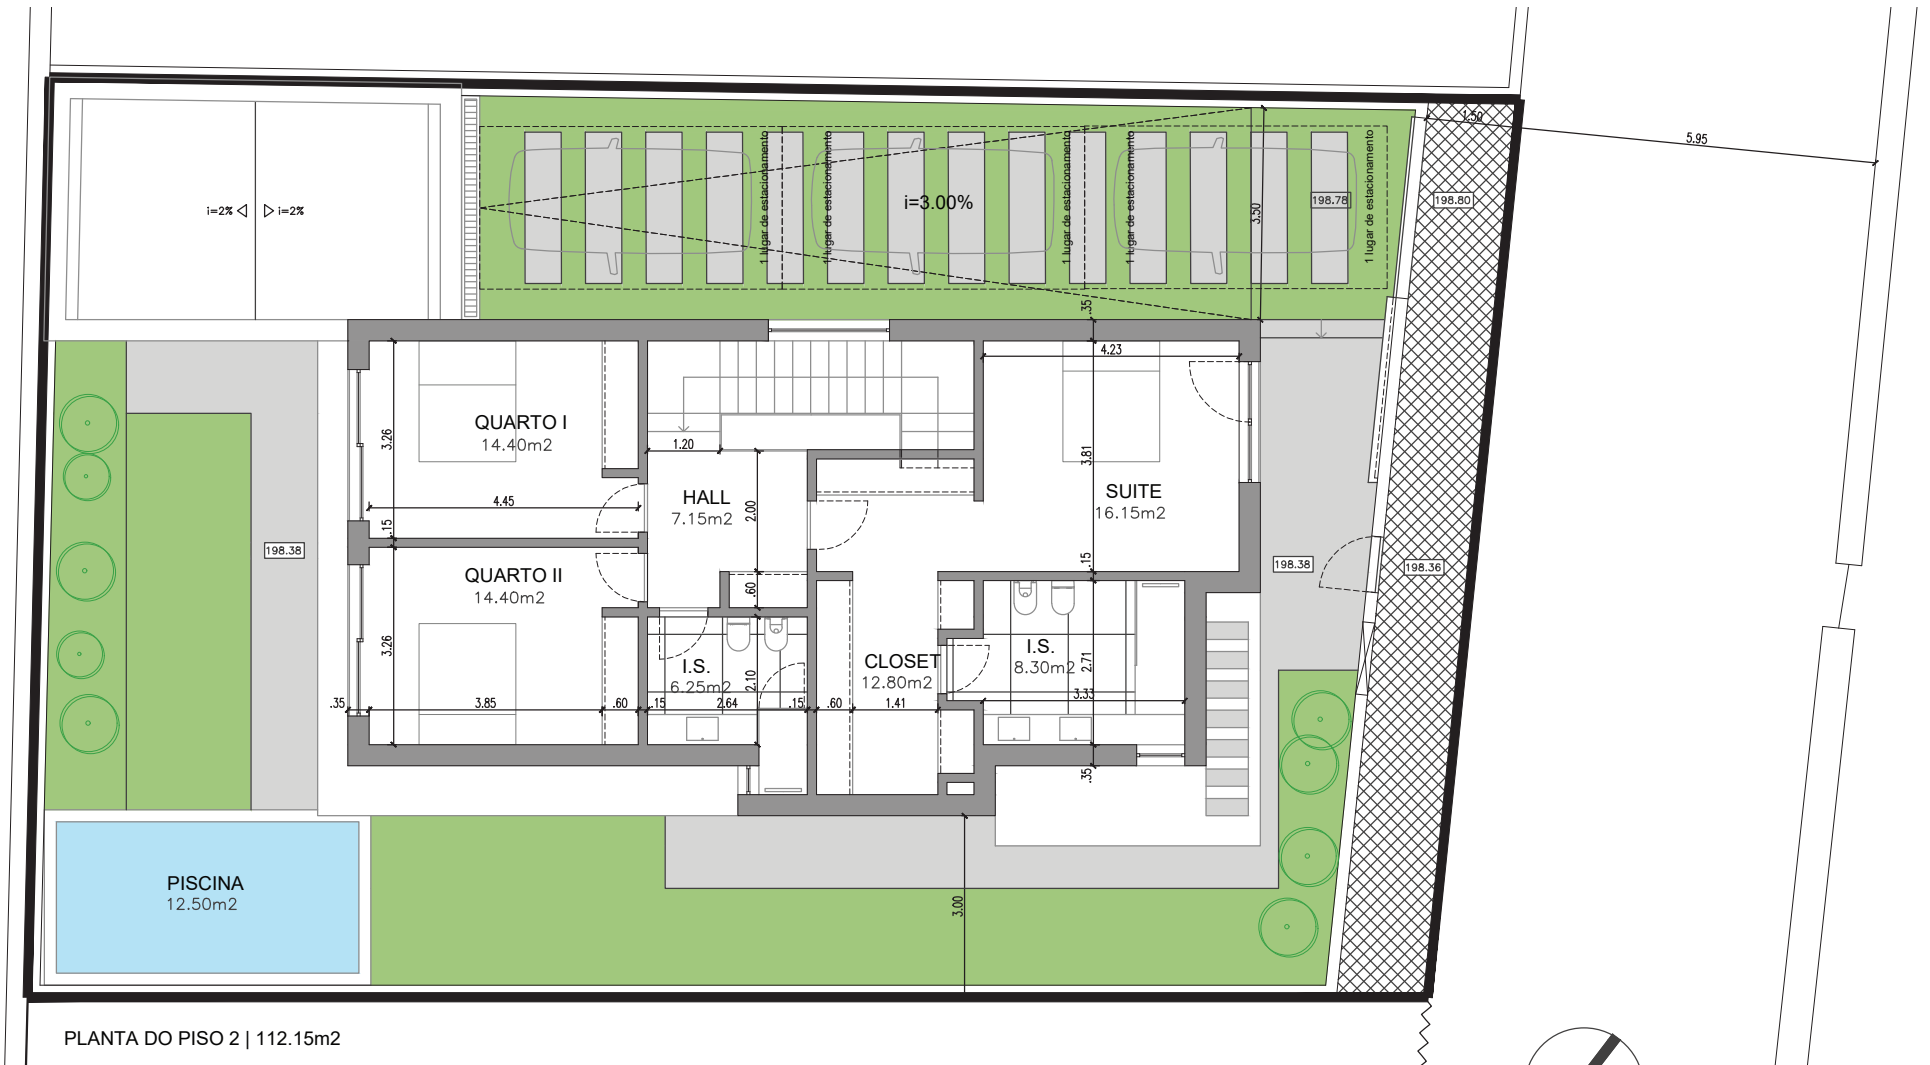 1.50
5.95
1 lugar de estacionamento
1 lugar de estacionamento
1 lugar de estacionamento
1 lugar de estacionamento
1 lugar de estacionamento
i=2%
i=2%
i=3.00%
3.50
198.78
198.80
.35
4.23
QUARTO I
14.40m2
3.26
1.20
3.81
4.45
HALL
7.15m2
2.00
SUITE
16.15m2
.15
198.38
.15
198.38
198.36
QUARTO II
14.40m2
.60
3.26
I.S.
6.25m2
2.10
CLOSET
12.80m2
I.S.
8.30m2
2.71
3.33
.35
3.85
.60
.15
2.64
.15
.60
1.41
.35
PISCINA
12.50m2
3.00
PLANTA DO PISO 2 | 112.15m2